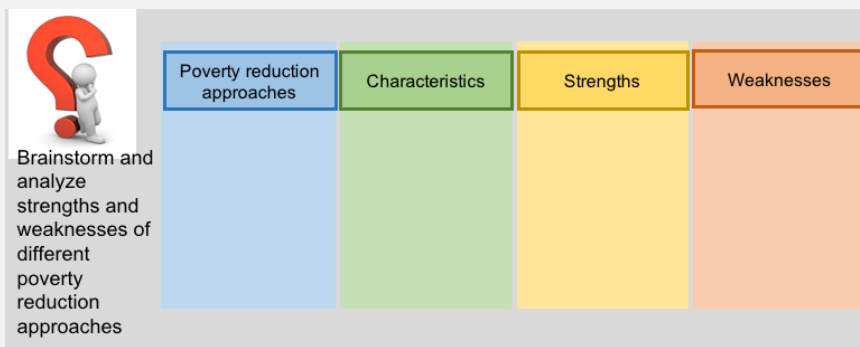 Poverty reduction
approaches
Characteristics
Strengths
Weaknesses
Brainstorm and
analyze
strengths and
weaknesses of
different
poverty
reduction
approaches